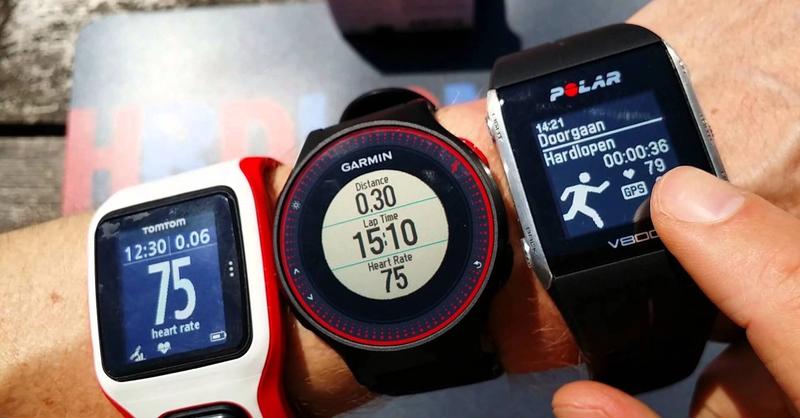 TOMTOM
12:30 0.06
75
heart rate
GARMIN
Distance
0.30
Lap Time
15:10
Heart Rate
75
POLAR
14:21
Doorgaan
Hardlopen
00:00:36
79
GPS
V800